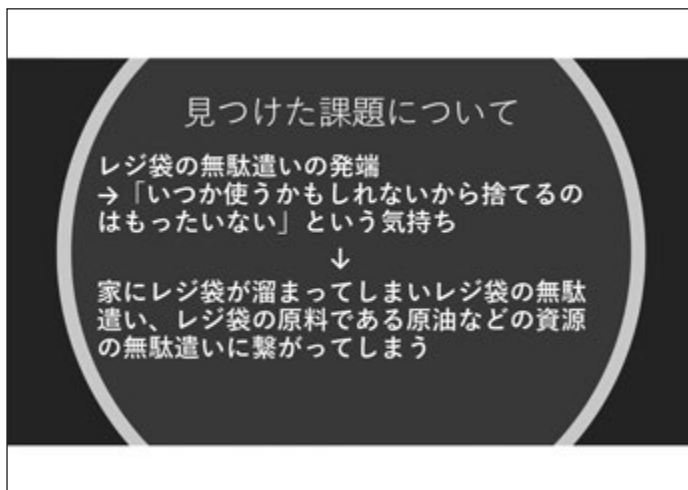 見つけた課題について
レジ袋の無駄遣いの発端
→「いつか使うかもしれないから捨てるの
はもったいない」という気持ち
↓
家にレジ袋が溜まってしまいレジ袋の無駄
遣い、レジ袋の原料である原油などの資源
の無駄遣いに繋がってしまう